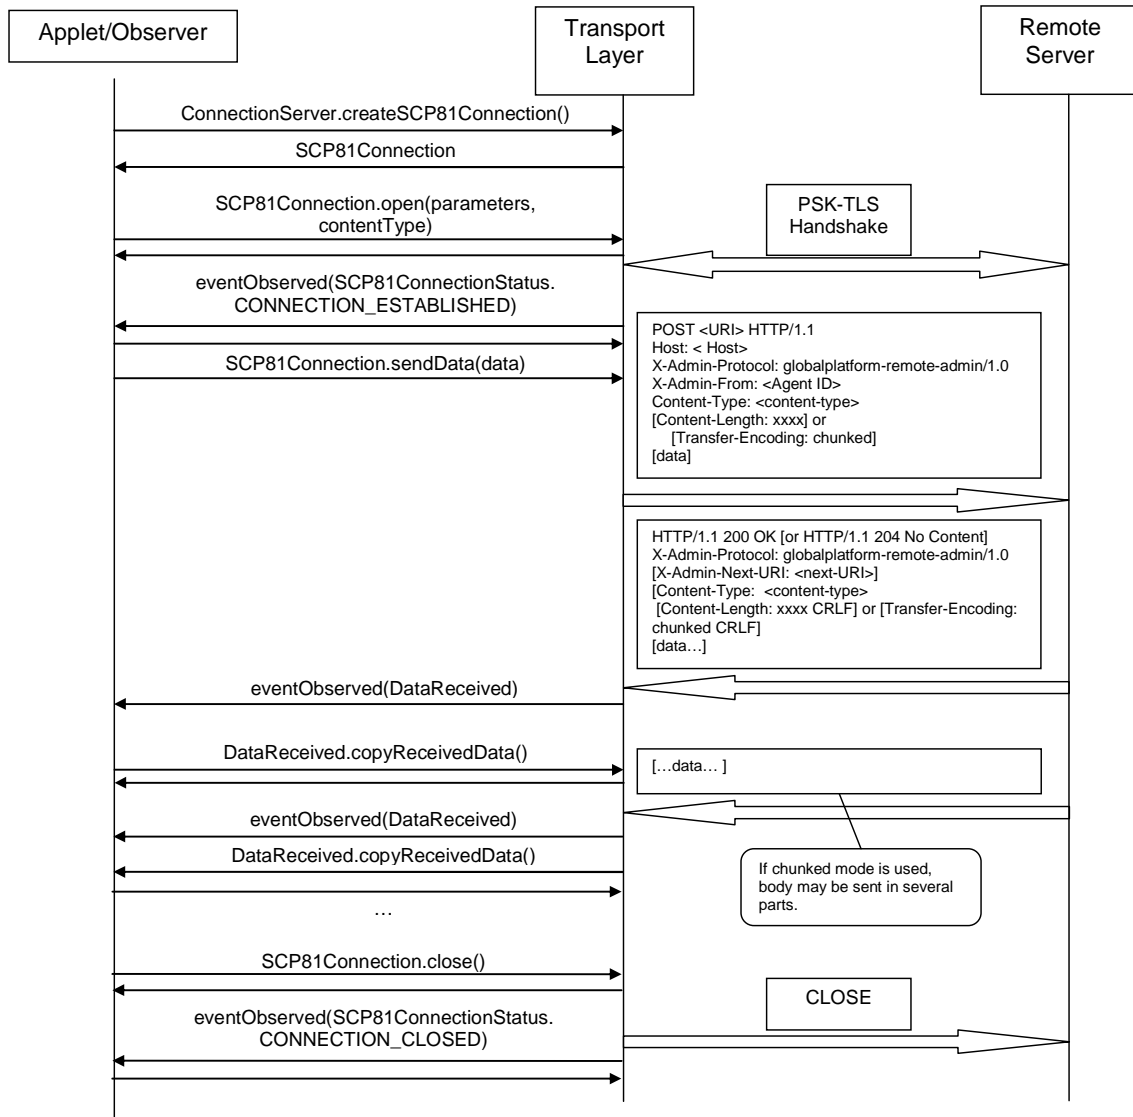 Applet/Observer
Transport
Layer
Remote
Server
ConnectionServer.createSCP81Connection()
SCP81Connection
SCP81Connection.open(parameters,
contentType)
PSK-TLS
Handshake
eventObserved(SCP81ConnectionStatus.
CONNECTION_ESTABLISHED)
SCP81Connection.sendData(data)
POST <URI> HTTP/1.1
Host: < Host>
X-Admin-Protocol: globalplatform-remote-admin/1.0
X-Admin-From: <Agent ID>
Content-Type: <content-type>
[Content-Length: xxxx] or
[Transfer-Encoding: chunked]
[data]
HTTP/1.1 200 OK [or HTTP/1.1 204 No Content]
X-Admin-Protocol: globalplatform-remote-admin/1.0
[X-Admin-Next-URI: <next-URI>]
[Content-Type:  <content-type>
[Content-Length: xxxx CRLF] or [Transfer-Encoding:
chunked CRLF]
[data…]
eventObserved(DataReceived)
DataReceived.copyReceivedData()
[…data… ]
eventObserved(DataReceived)
DataReceived.copyReceivedData()
If chunked mode is used,
body may be sent in several
parts.
…
SCP81Connection.close()
CLOSE
eventObserved(SCP81ConnectionStatus.
CONNECTION_CLOSED)